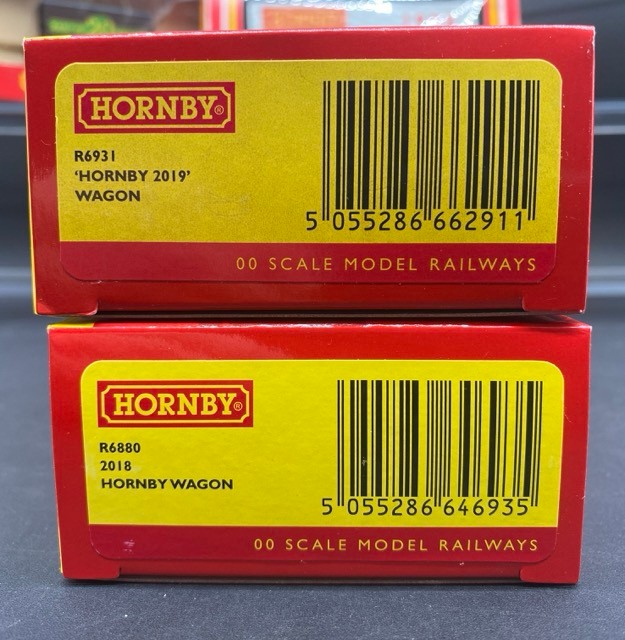 HORNBY
HORNBY®
R6931
‘HORNBY 2019’
WAGON
5 055286 662911
00 SCALE MODEL RAILWAYS
HORNBY®
R6880
2018
HORNBY WAGON
5 055286 646935
00 SCALE MODEL RAILWAYS